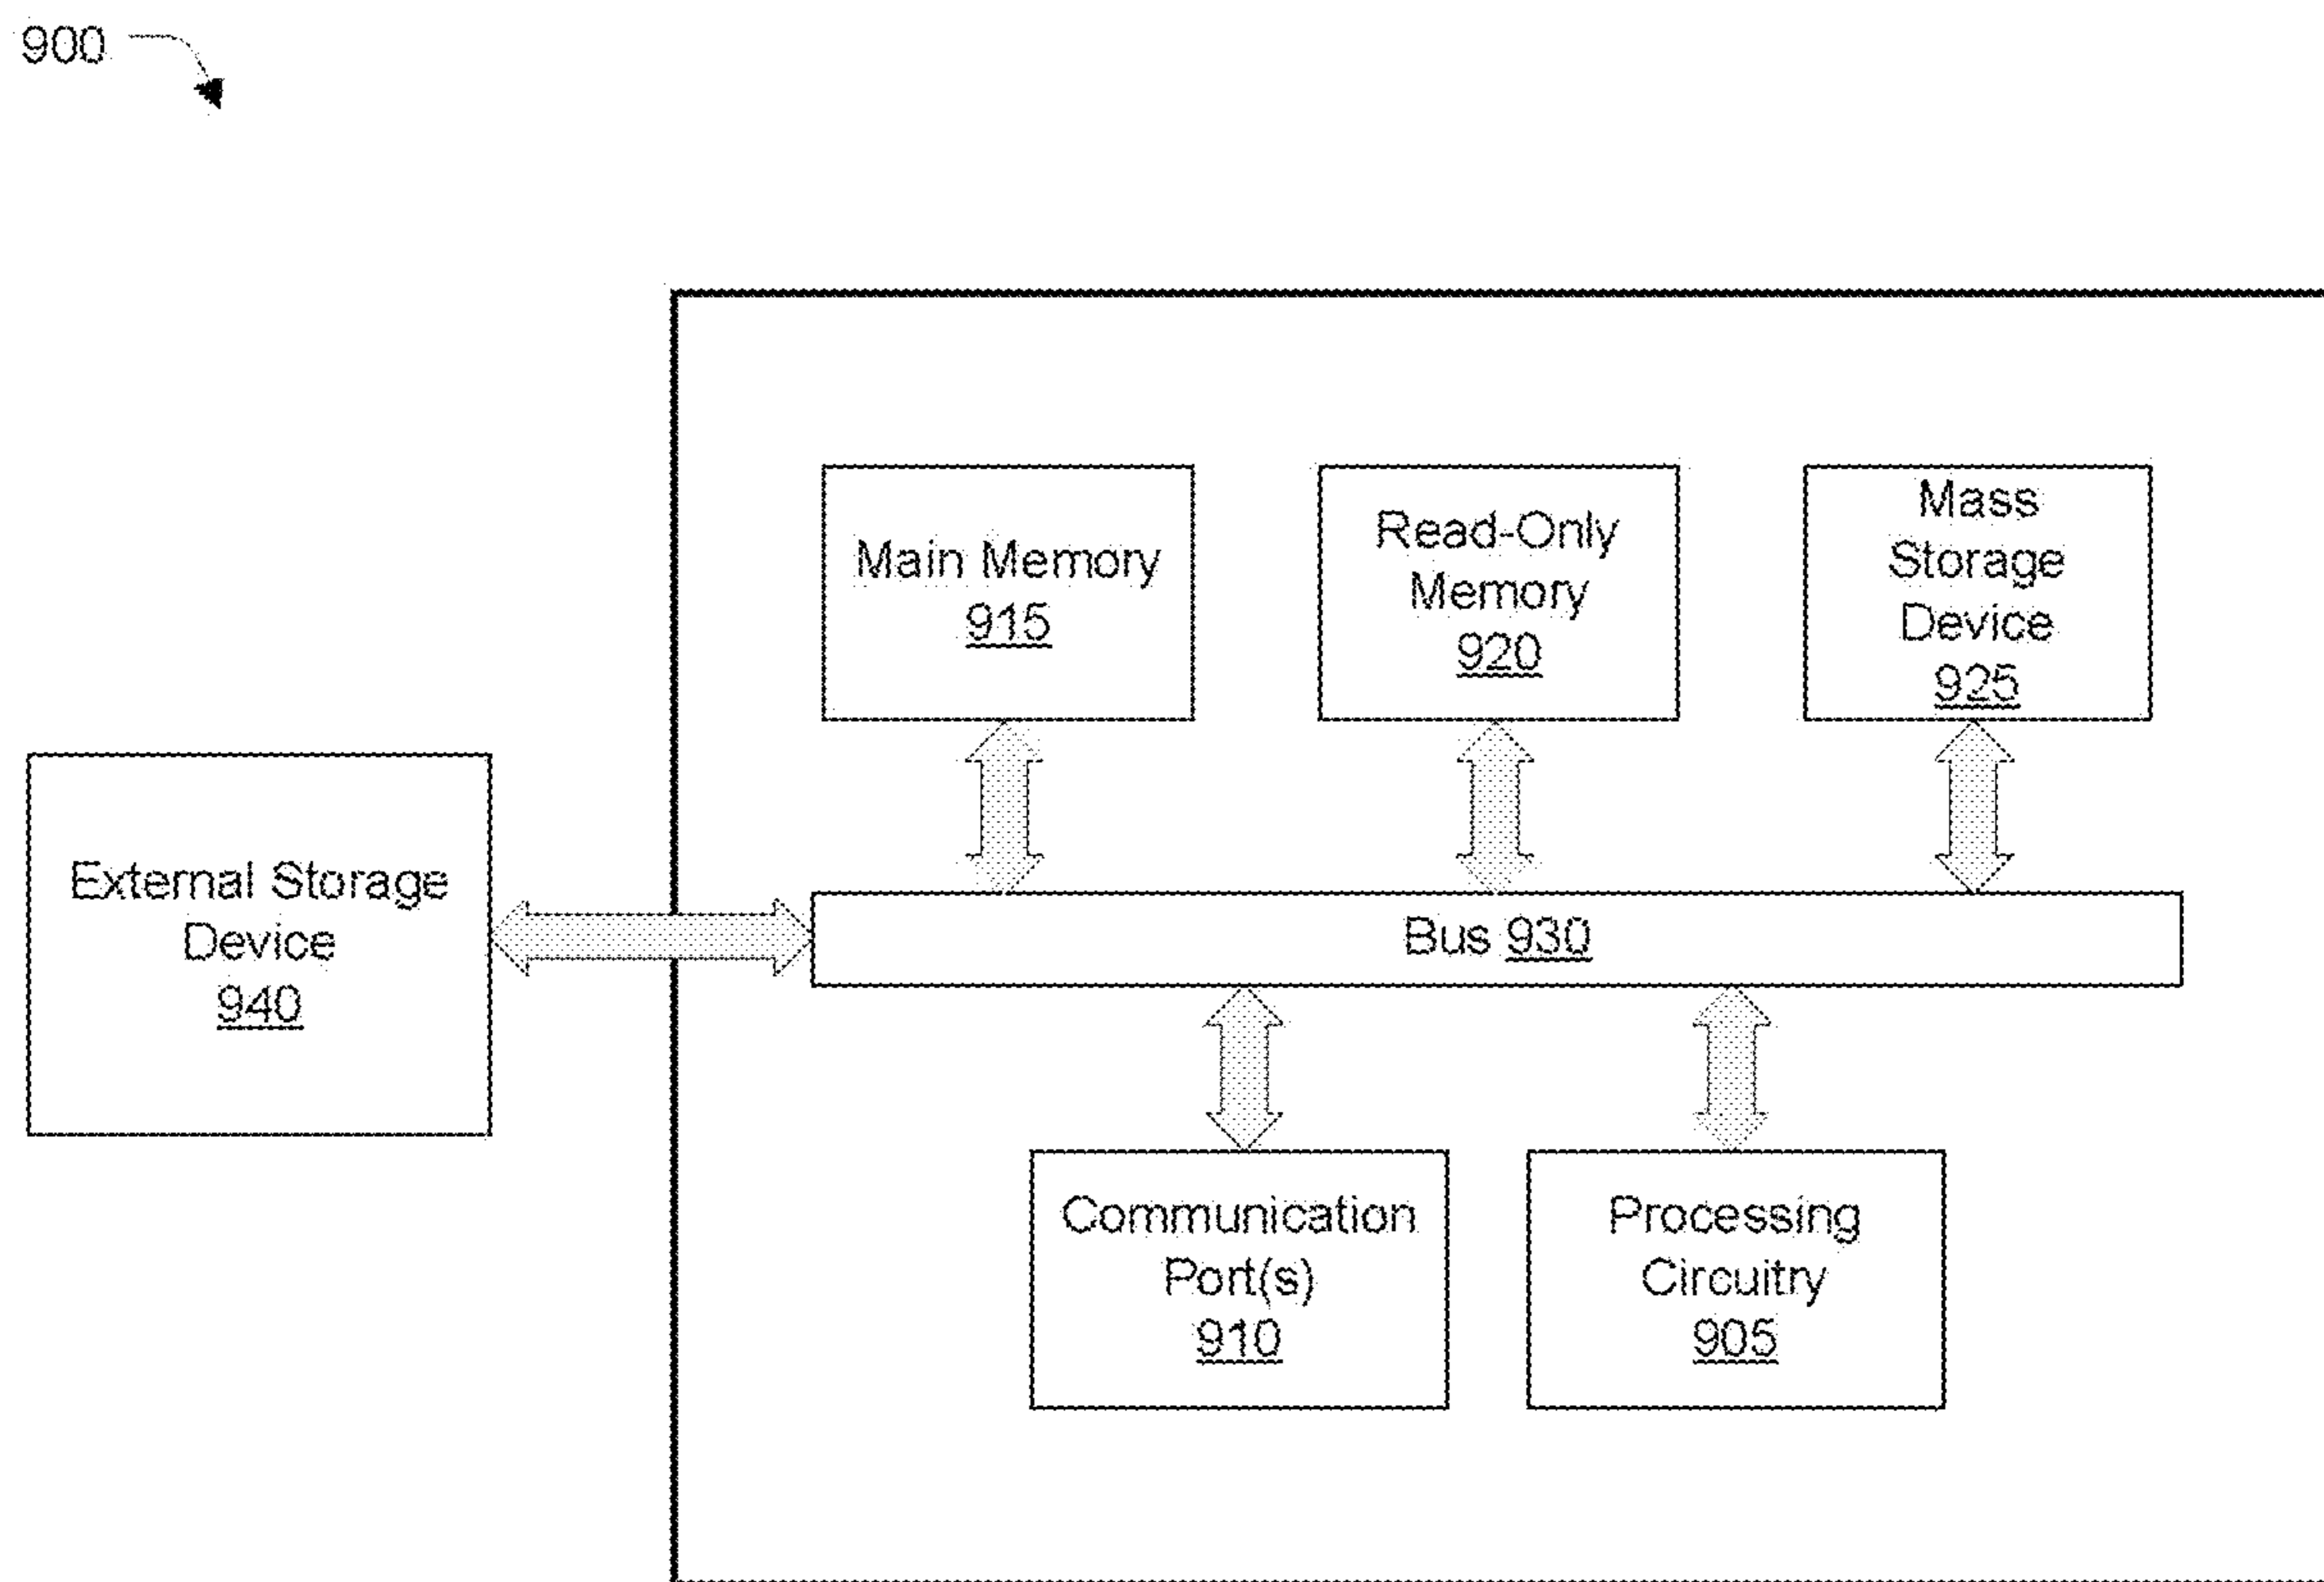 900
Main Memory
915
Read-Only
Memory
920
Mass
Storage
Device
925
External Storage
Device
940
Bus 930
Communication
Port(s)
910
Processing
Circuitry
905